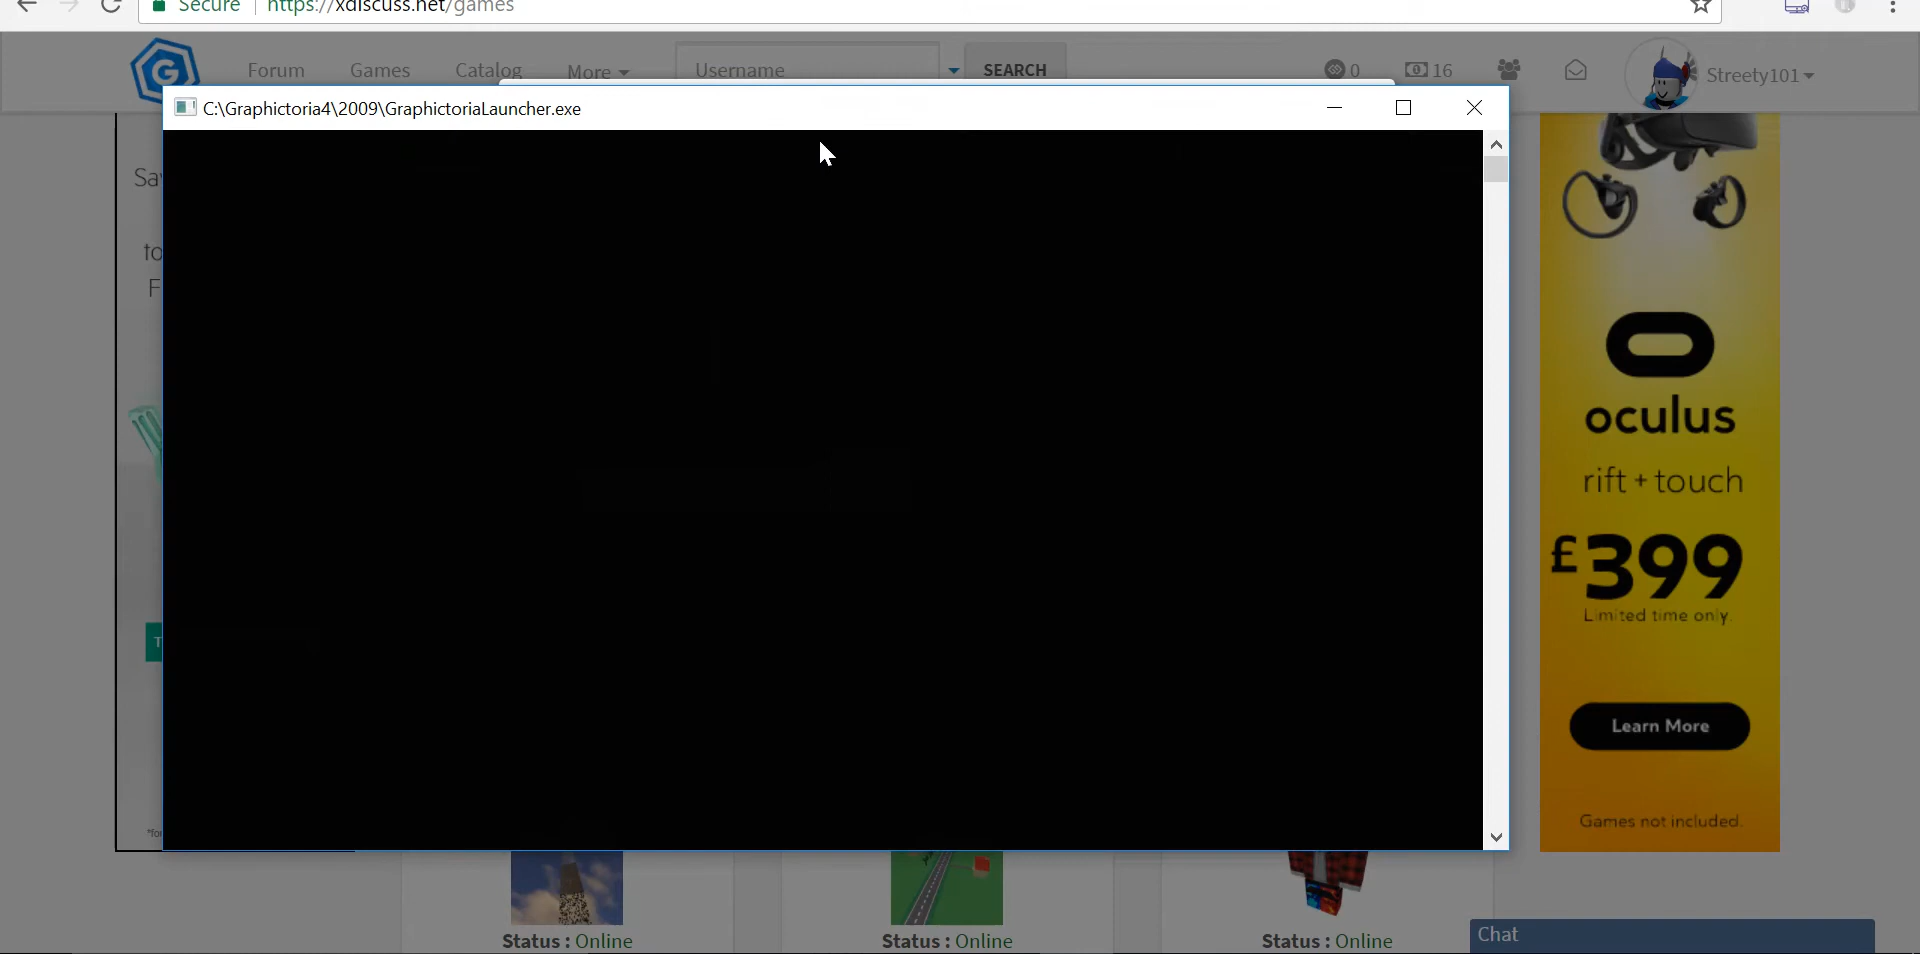 Secure https://xdiscuss.net/games
G Forum Games Catalog More Username SEARCH 0 16 Streety101
C:\Graphictoria4\2009\GraphictoriaLauncher.exe
to
F
T
oculus
rift + touch
£399
Limited time only.
Learn More
Games not included.
Status : Online
Status : Online
Status : Online
Chat